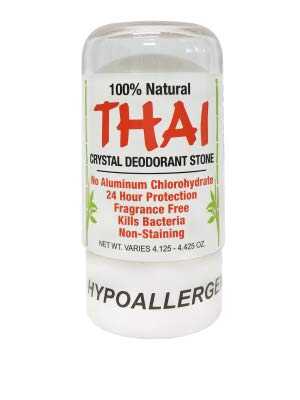 100% Natural
THAI
CRYSTAL DEODORANT STONE
No Aluminum Chlorohydrate
24 Hour Protection
Fragrance Free
Kills Bacteria
Non-Staining
NET WT. VARIES 4.125 - 4.425 OZ.
HYPOALLERGE